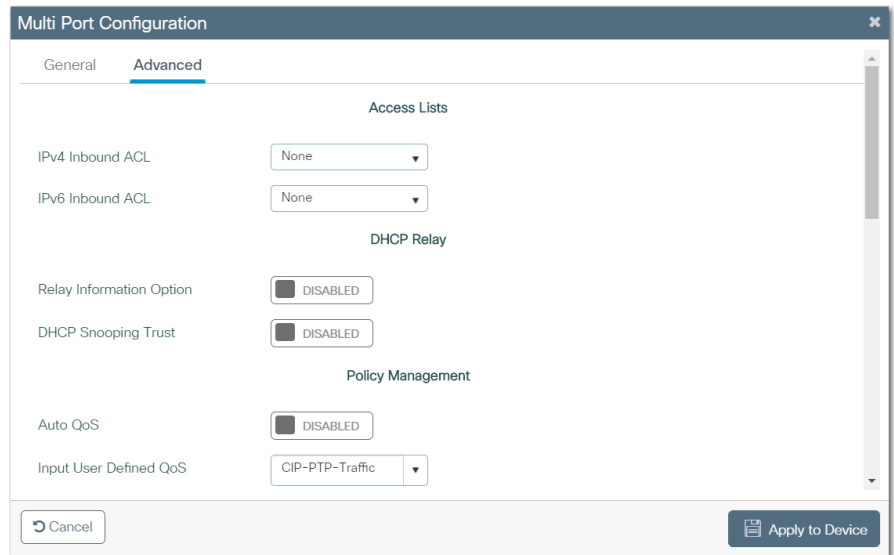 Multi Port Configuration
General Advanced
Access Lists
IPv4 Inbound ACL None
IPv6 Inbound ACL None
DHCP Relay
Relay Information Option DISABLED
DHCP Snooping Trust DISABLED
Policy Management
Auto QoS DISABLED
Input User Defined QoS CIP-PTP-Traffic
Cancel Apply to Device